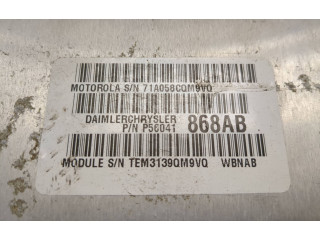 MOTOROLA S/N 71A056CQM9VQ
DAIMLERCHRYSLER 868AB
P/N P56041
MODULE S/N TEM3139QM9VQ WBNAB